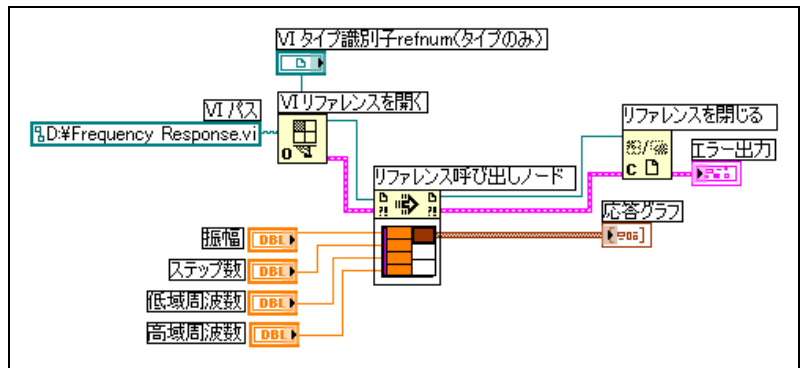 VIタイプ識別子refnum(タイプのみ)
VIパス
VIリファレンスを開く
D:¥Frequency Response.vi
リファレンスを閉じる
エラー出力
リファレンス呼び出しノード
応答グラフ
振幅
DBL
ステップ数
DBL
低域周波数
DBL
高域周波数
DBL